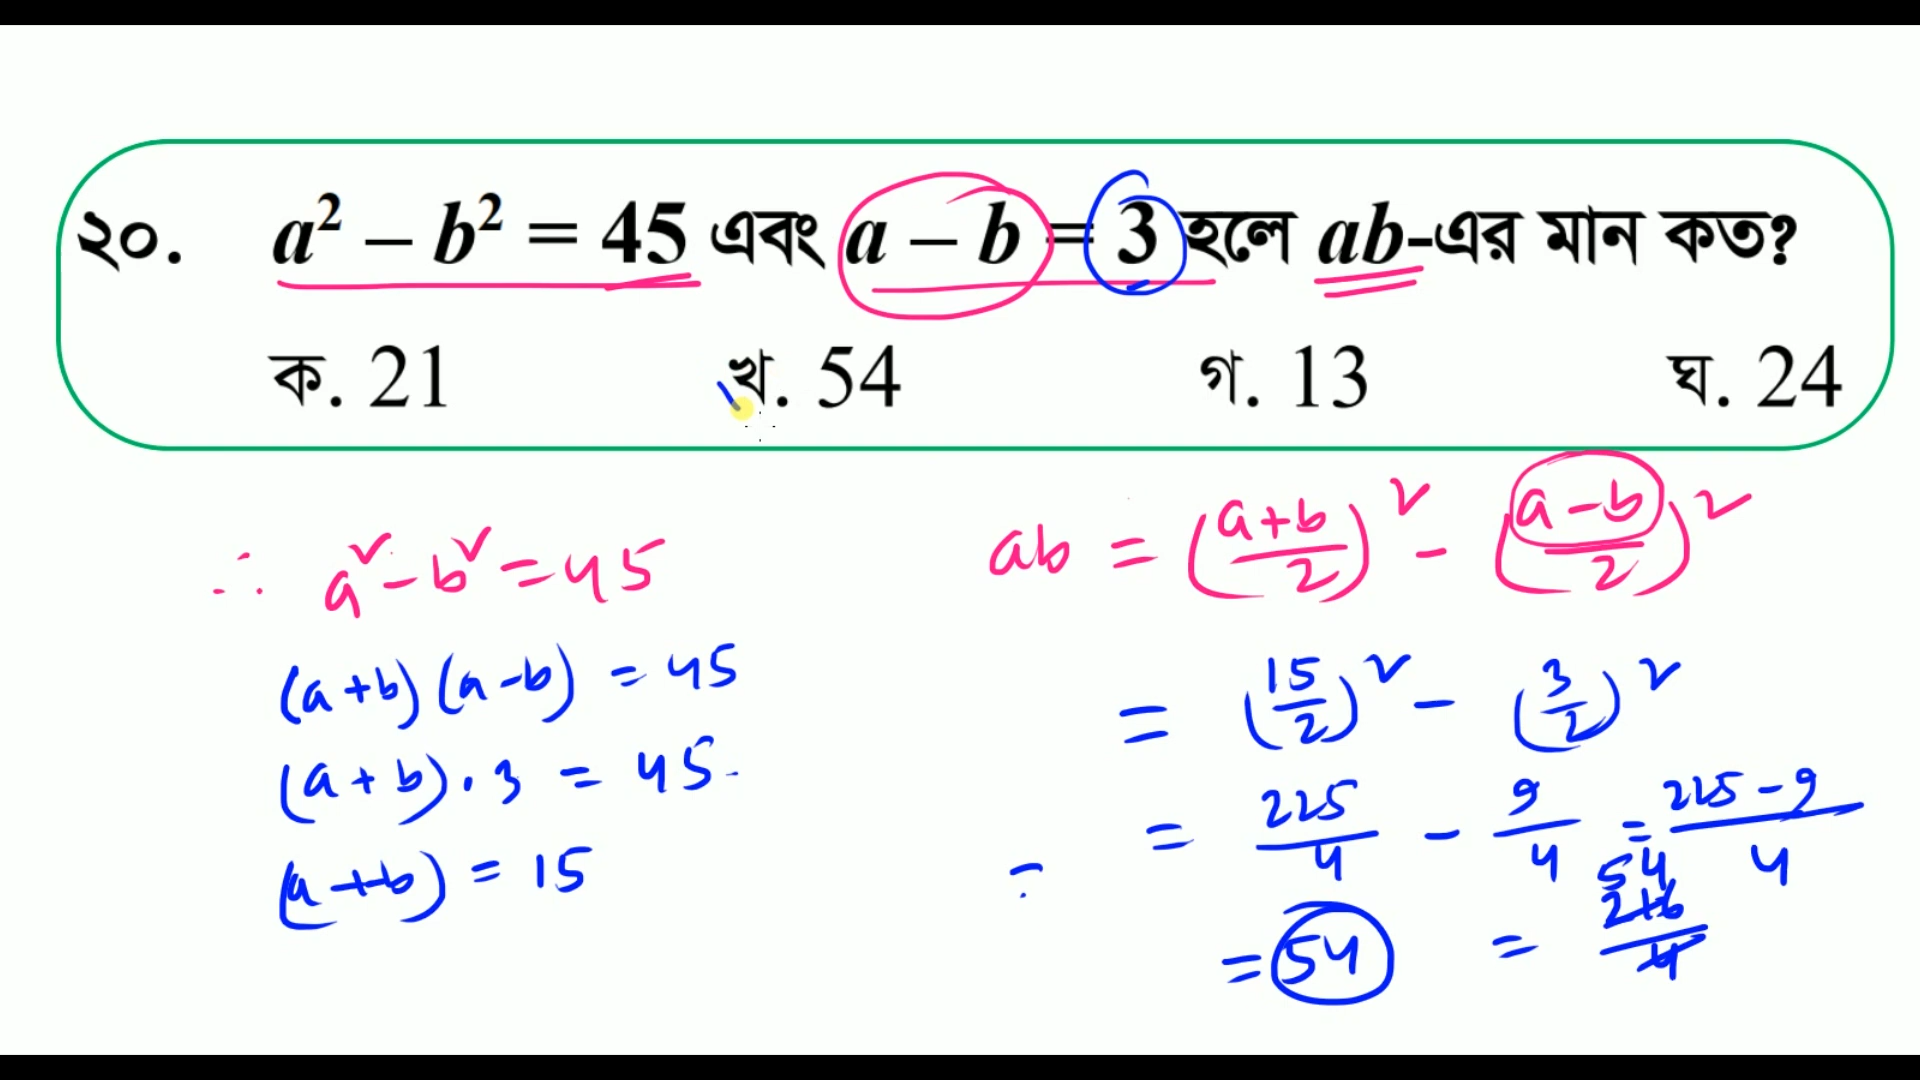 ২০. a² – b² = 45 এবং a – b = 3 হলে ab-এর মান কত?
ক. 21 খ. 54 গ. 13 ঘ. 24
∴ a² - b² = 45
(a+b) (a-b) = 45
(a+b) · 3 = 45
(a+b) = 15
ab = ((a+b)/2)² - ((a-b)/2)²
= (15/2)² - (3/2)²
= 225/4 - 9/4 = (225-9)/4
= 216/4 54
= 54